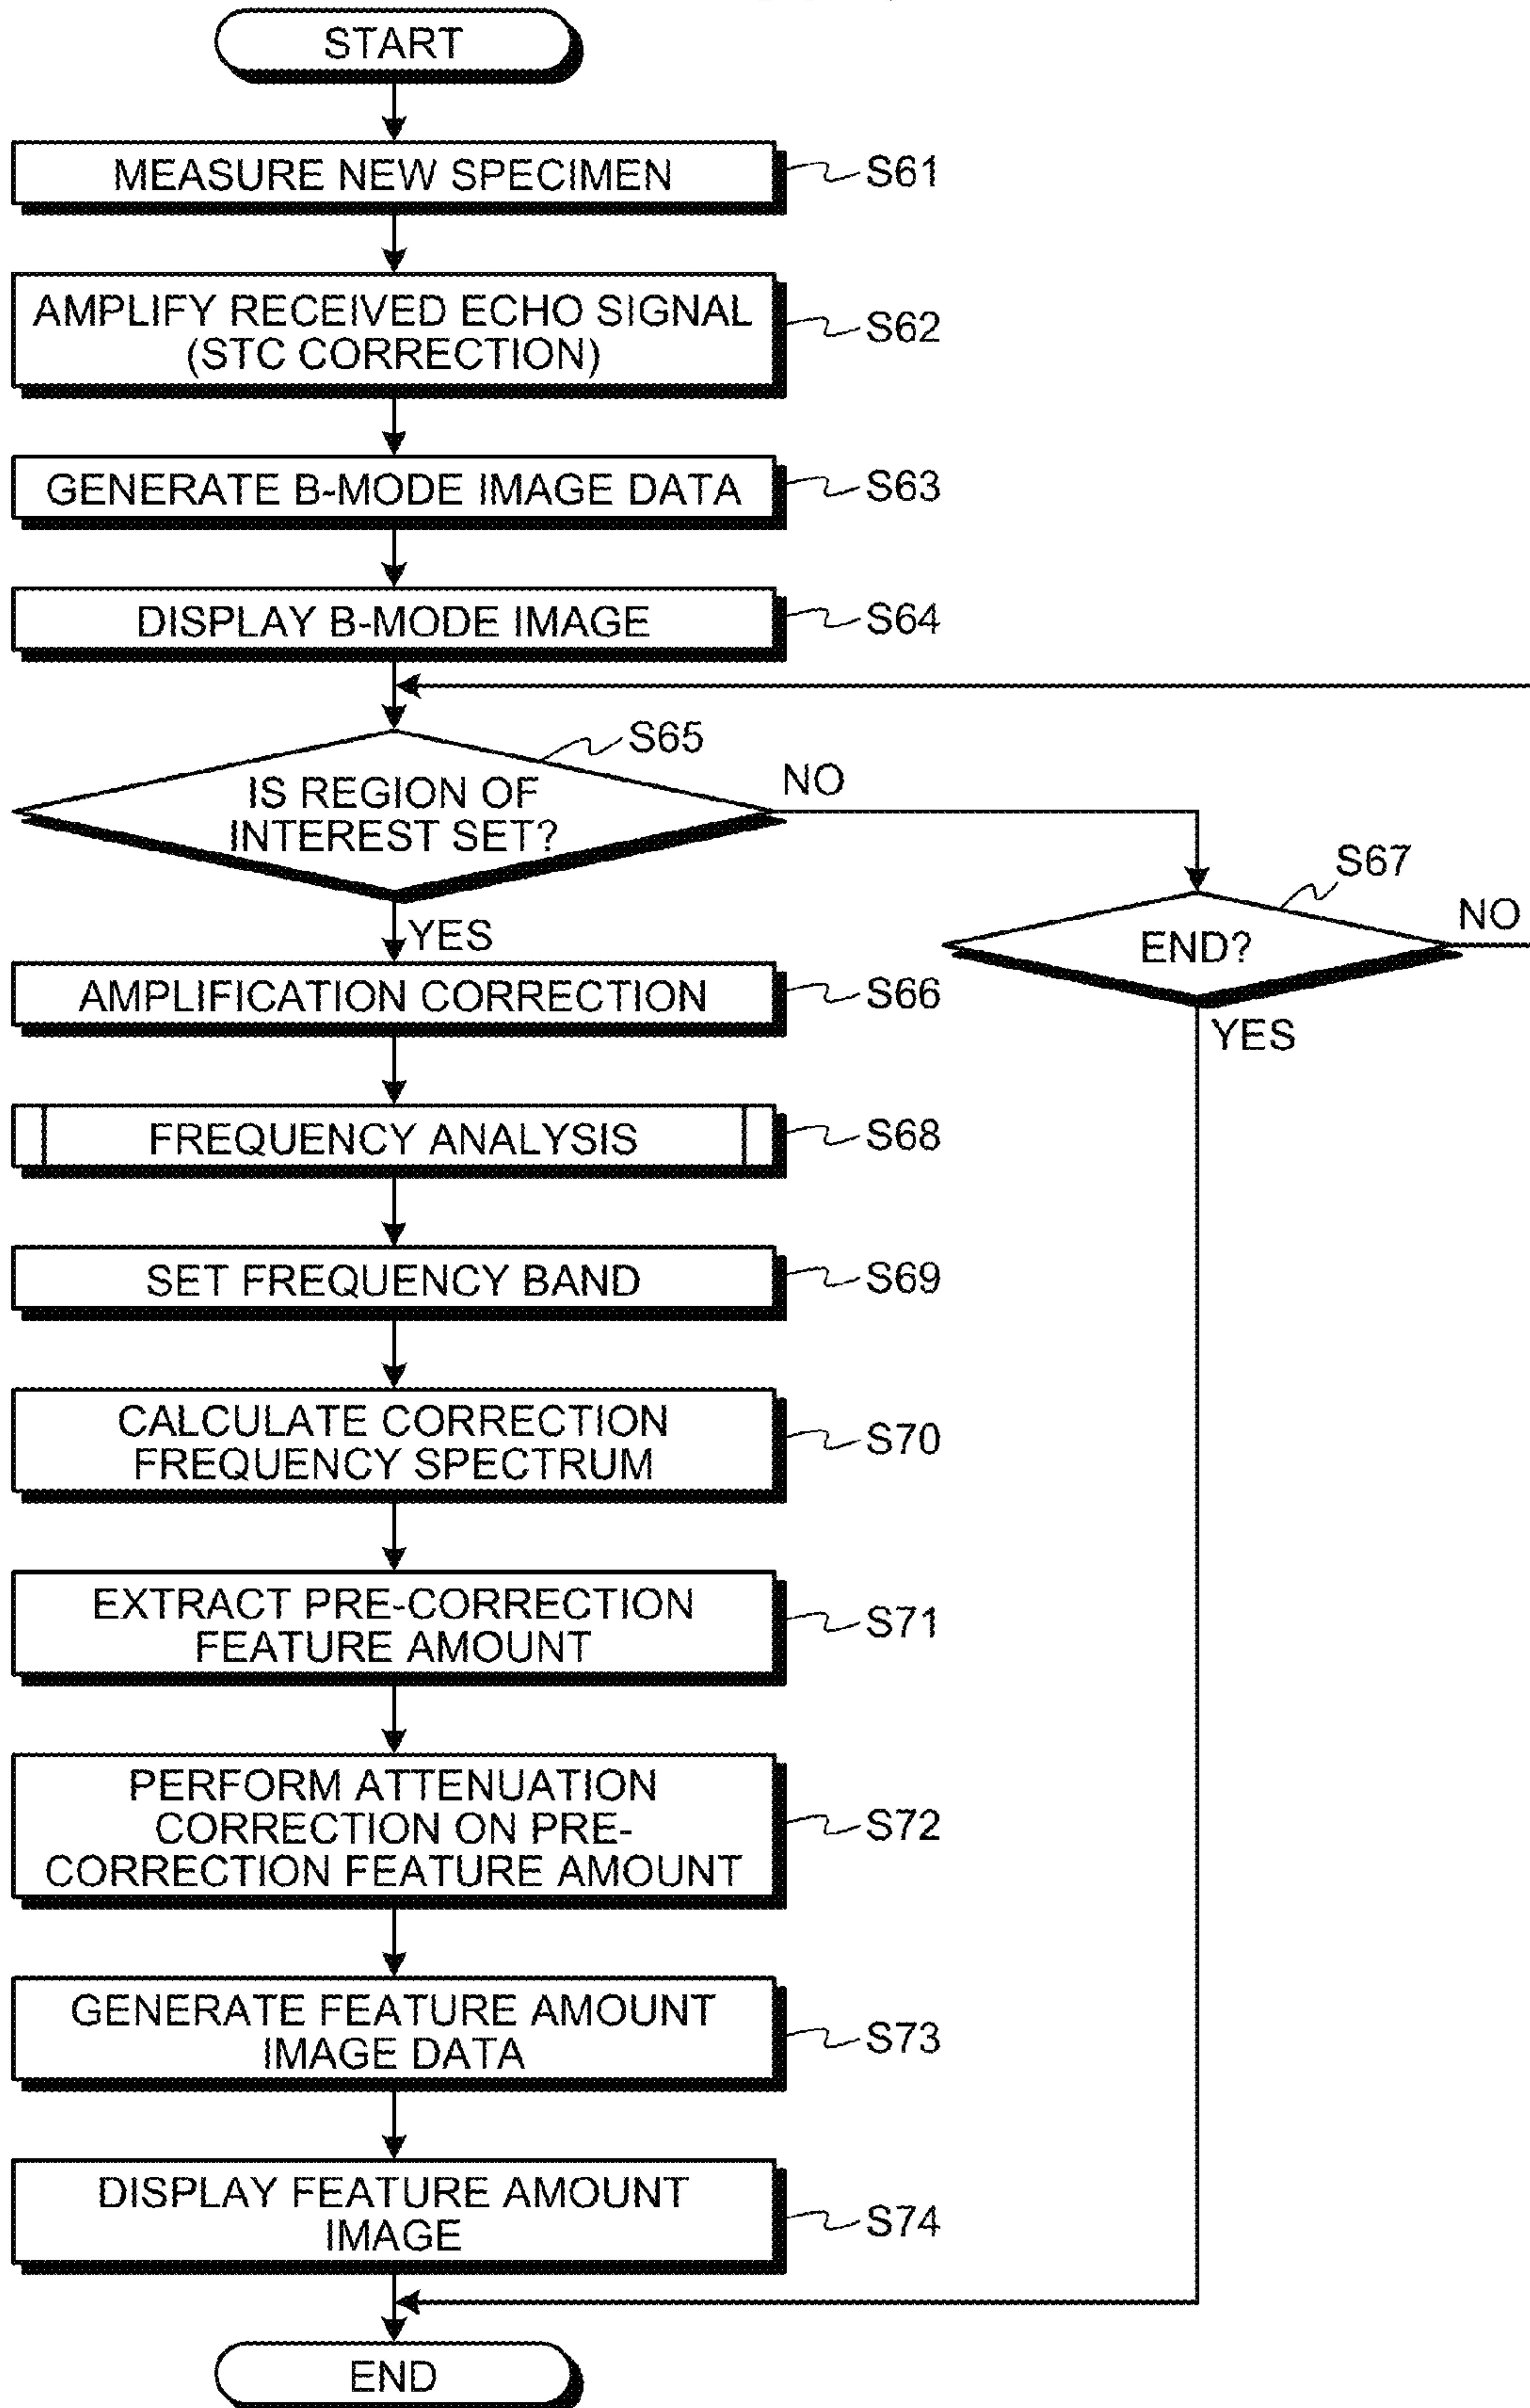 START
MEASURE NEW SPECIMEN
S61
AMPLIFY RECEIVED ECHO SIGNAL
(STC CORRECTION)
S62
GENERATE B-MODE IMAGE DATA
S63
DISPLAY B-MODE IMAGE
S64
S65
IS REGION OF
INTEREST SET?
NO
YES
S67
END?
NO
YES
AMPLIFICATION CORRECTION
S66
FREQUENCY ANALYSIS
S68
SET FREQUENCY BAND
S69
CALCULATE CORRECTION
FREQUENCY SPECTRUM
S70
EXTRACT PRE-CORRECTION
FEATURE AMOUNT
S71
PERFORM ATTENUATION
CORRECTION ON PRE-
CORRECTION FEATURE AMOUNT
S72
GENERATE FEATURE AMOUNT
IMAGE DATA
S73
DISPLAY FEATURE AMOUNT
IMAGE
S74
END